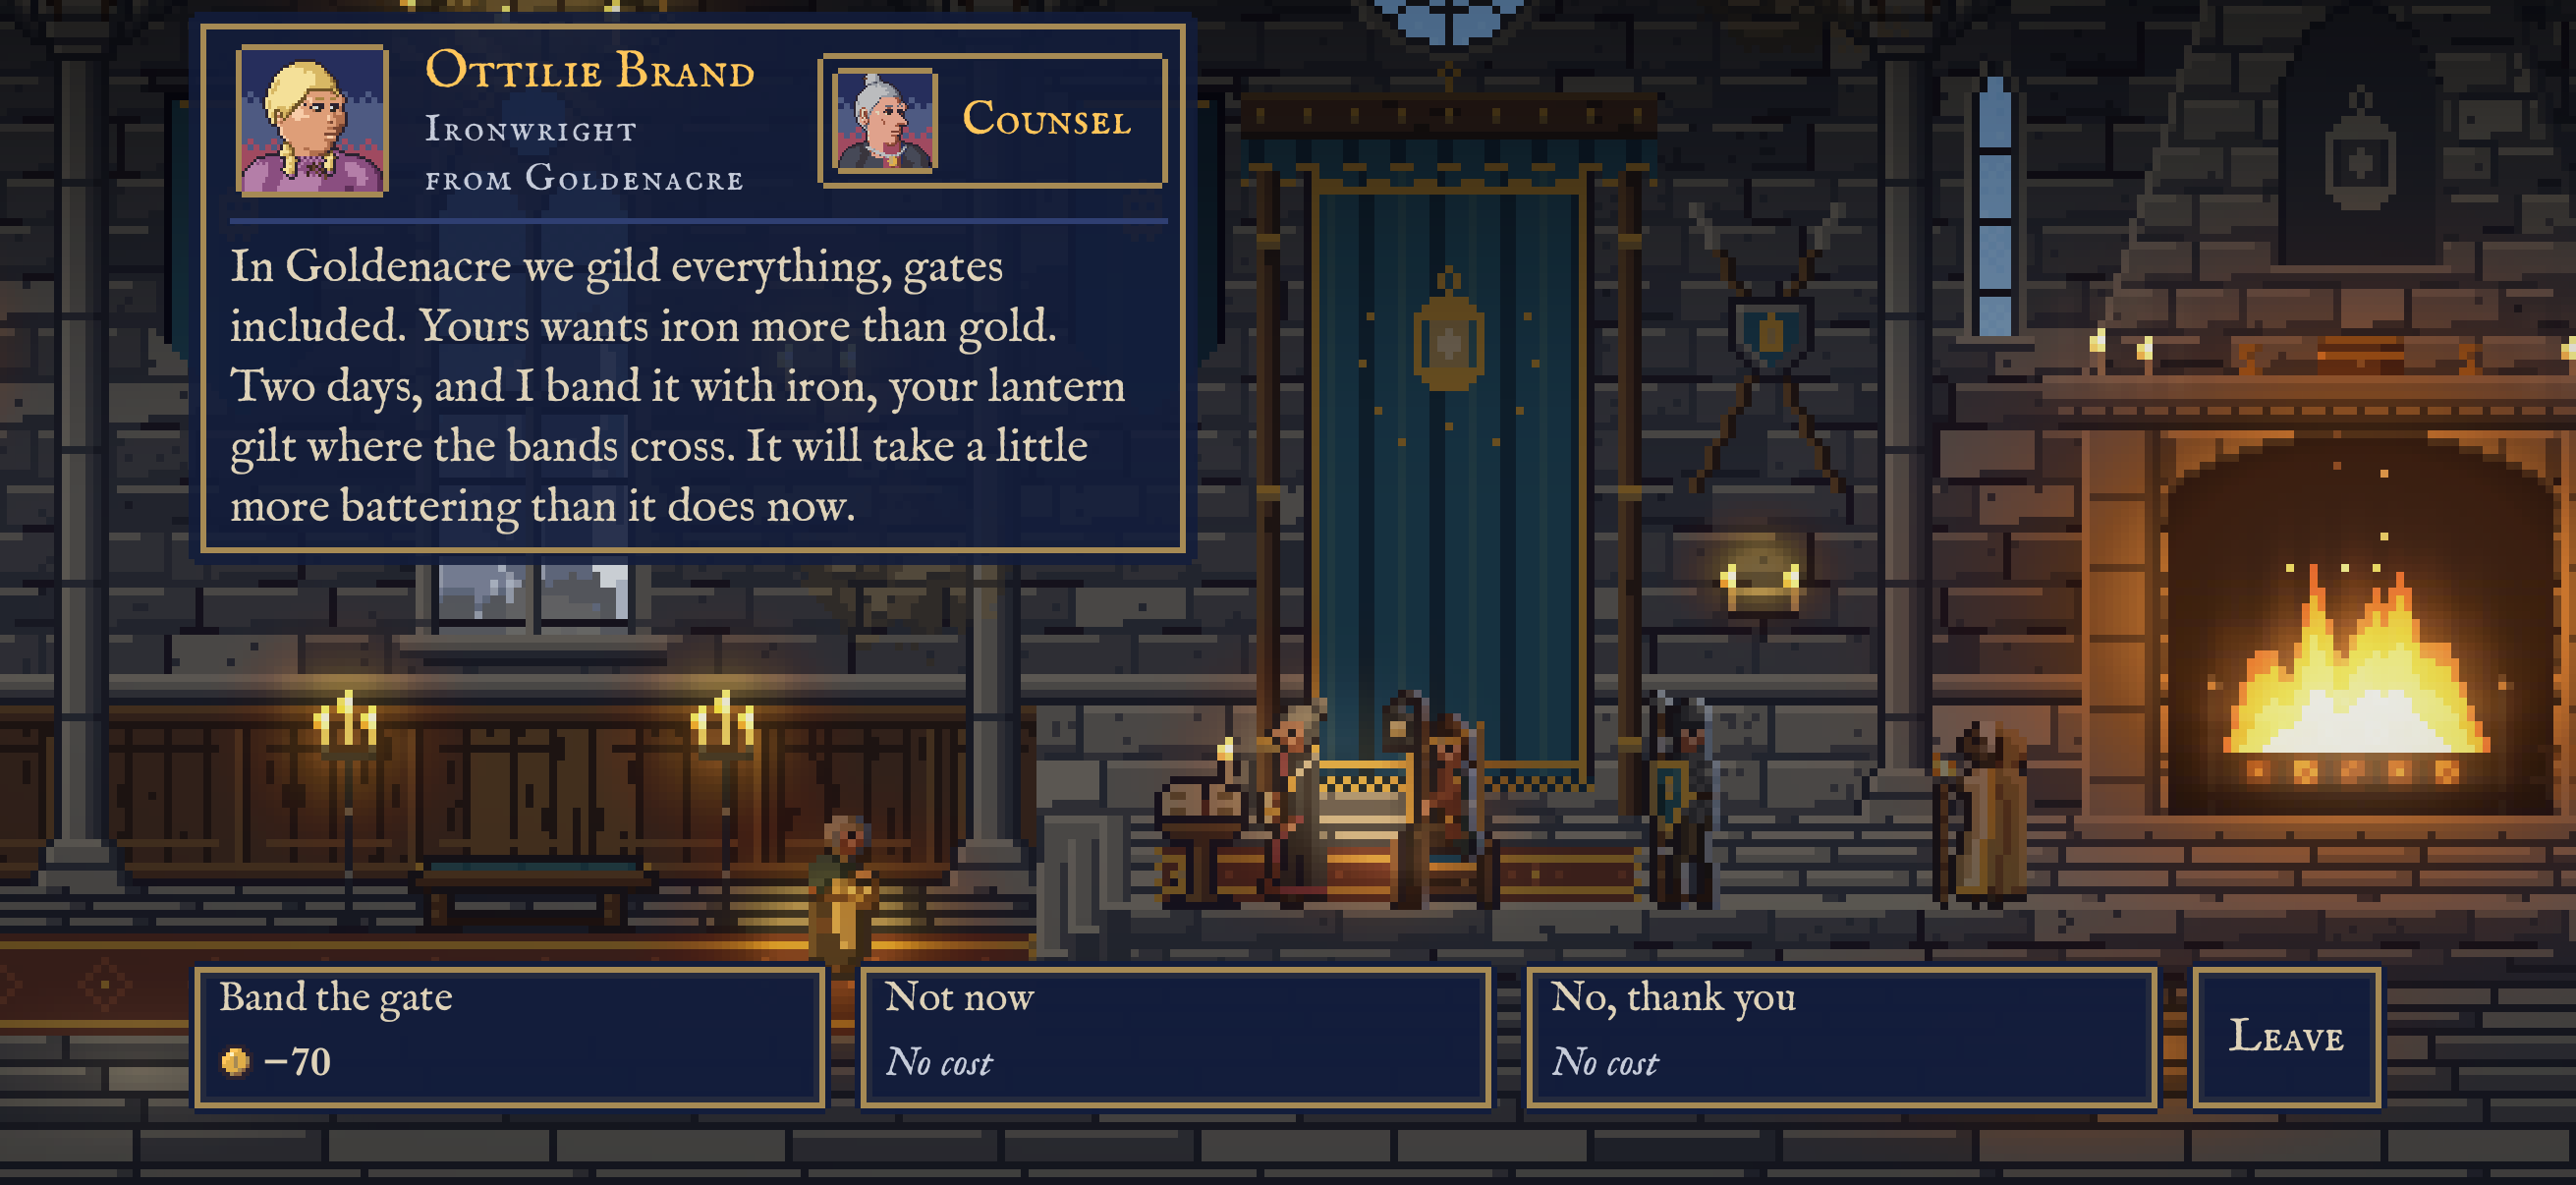 Ottilie Brand
Ironwright
from Goldenacre
Counsel
In Goldenacre we gild everything, gates
included. Yours wants iron more than gold.
Two days, and I band it with iron, your lantern
gilt where the bands cross. It will take a little
more battering than it does now.
Band the gate
−70
Not now
No cost
No, thank you
No cost
Leave